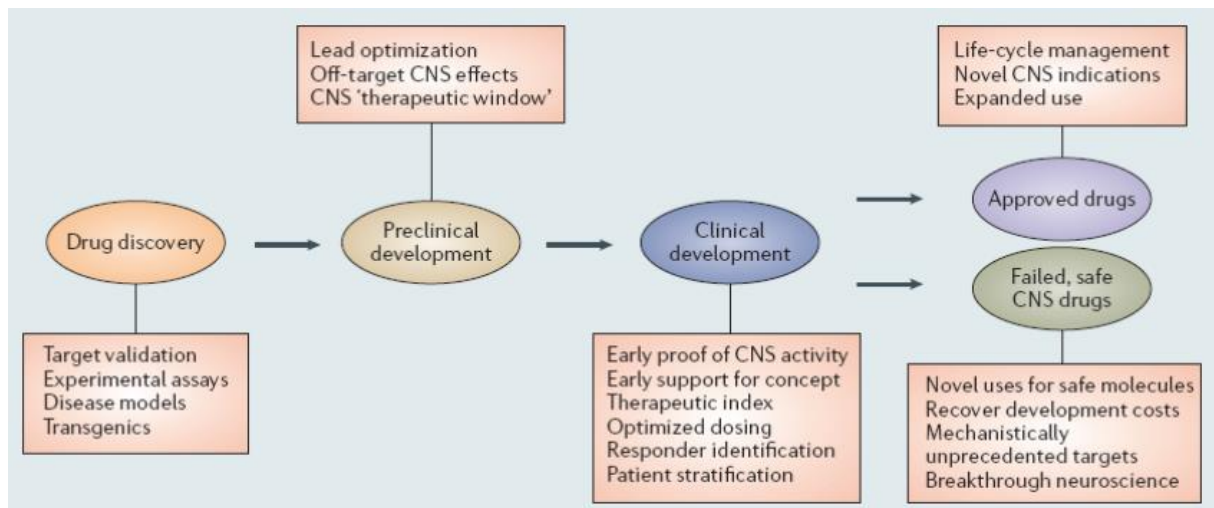 Lead optimization
Off-target CNS effects
CNS ‘therapeutic window’
Life-cycle management
Novel CNS indications
Expanded use
Drug discovery
Preclinical
development
Clinical
development
Approved drugs
Failed, safe
CNS drugs
Target validation
Experimental assays
Disease models
Transgenics
Early proof of CNS activity
Early support for concept
Therapeutic index
Optimized dosing
Responder identification
Patient stratification
Novel uses for safe molecules
Recover development costs
Mechanistically
unprecedented targets
Breakthrough neuroscience